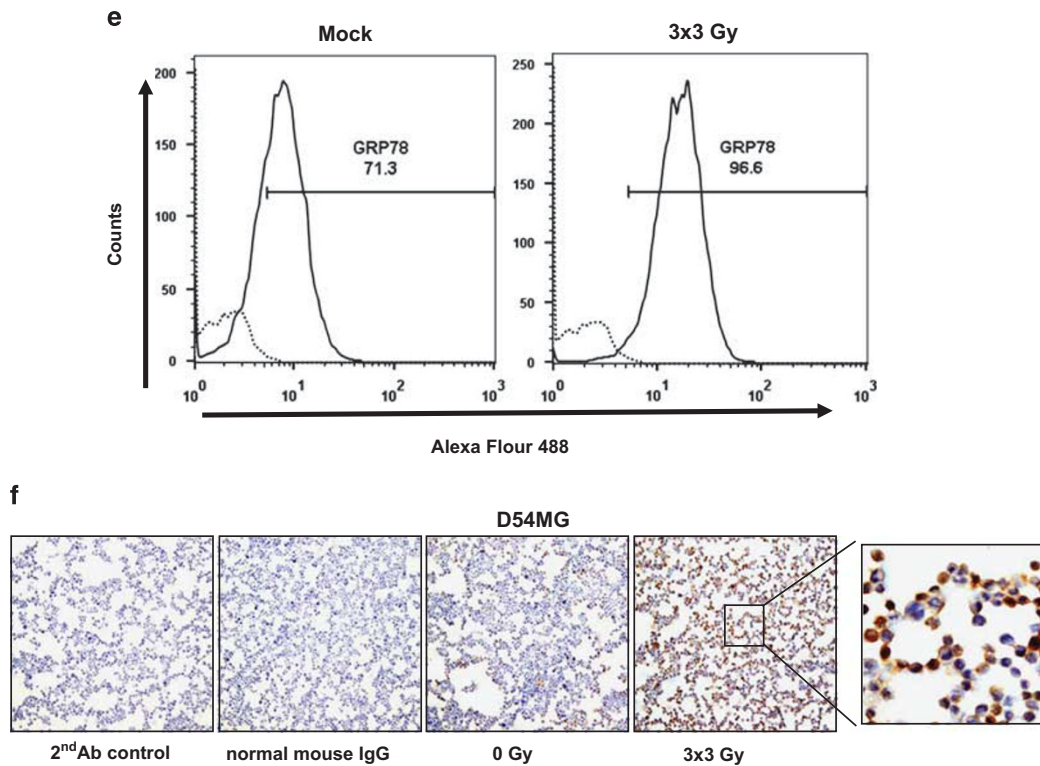 e
Mock
3x3 Gy
200
150
100
50
0
GRP78
71.3
10^0 10^1 10^2 10^3
250
200
150
100
50
0
GRP78
96.6
10^0 10^1 10^2 10^3
Counts
Alexa Flour 488
f
D54MG
2^nd Ab control
normal mouse IgG
0 Gy
3x3 Gy